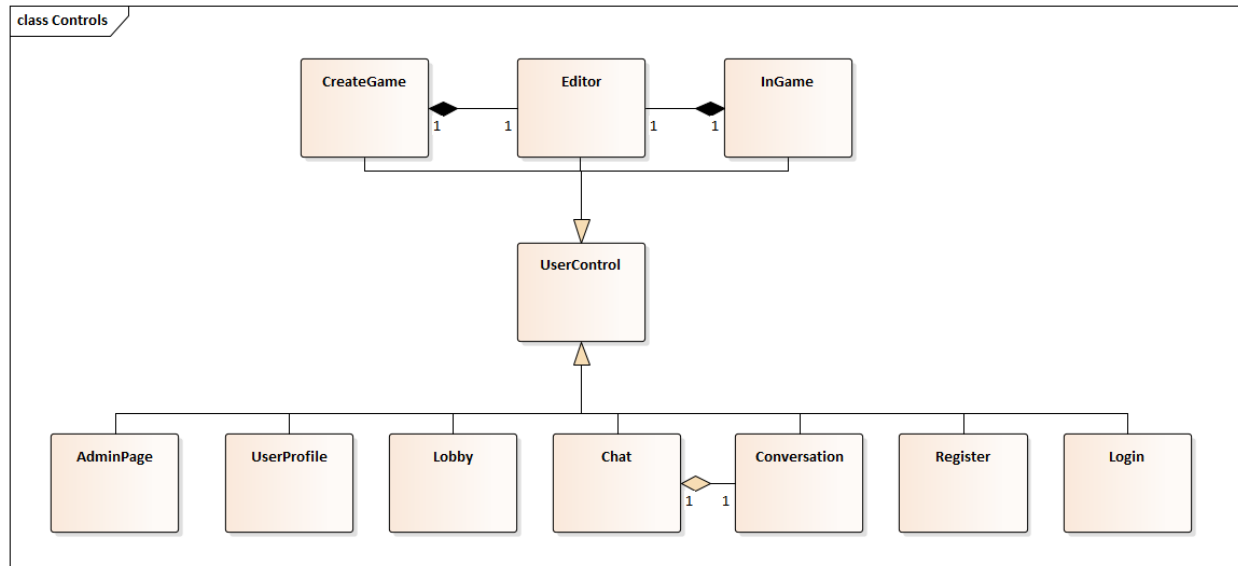 class Controls
CreateGame
Editor
InGame
1
1
1
1
UserControl
AdminPage
UserProfile
Lobby
Chat
Conversation
Register
Login
1
1